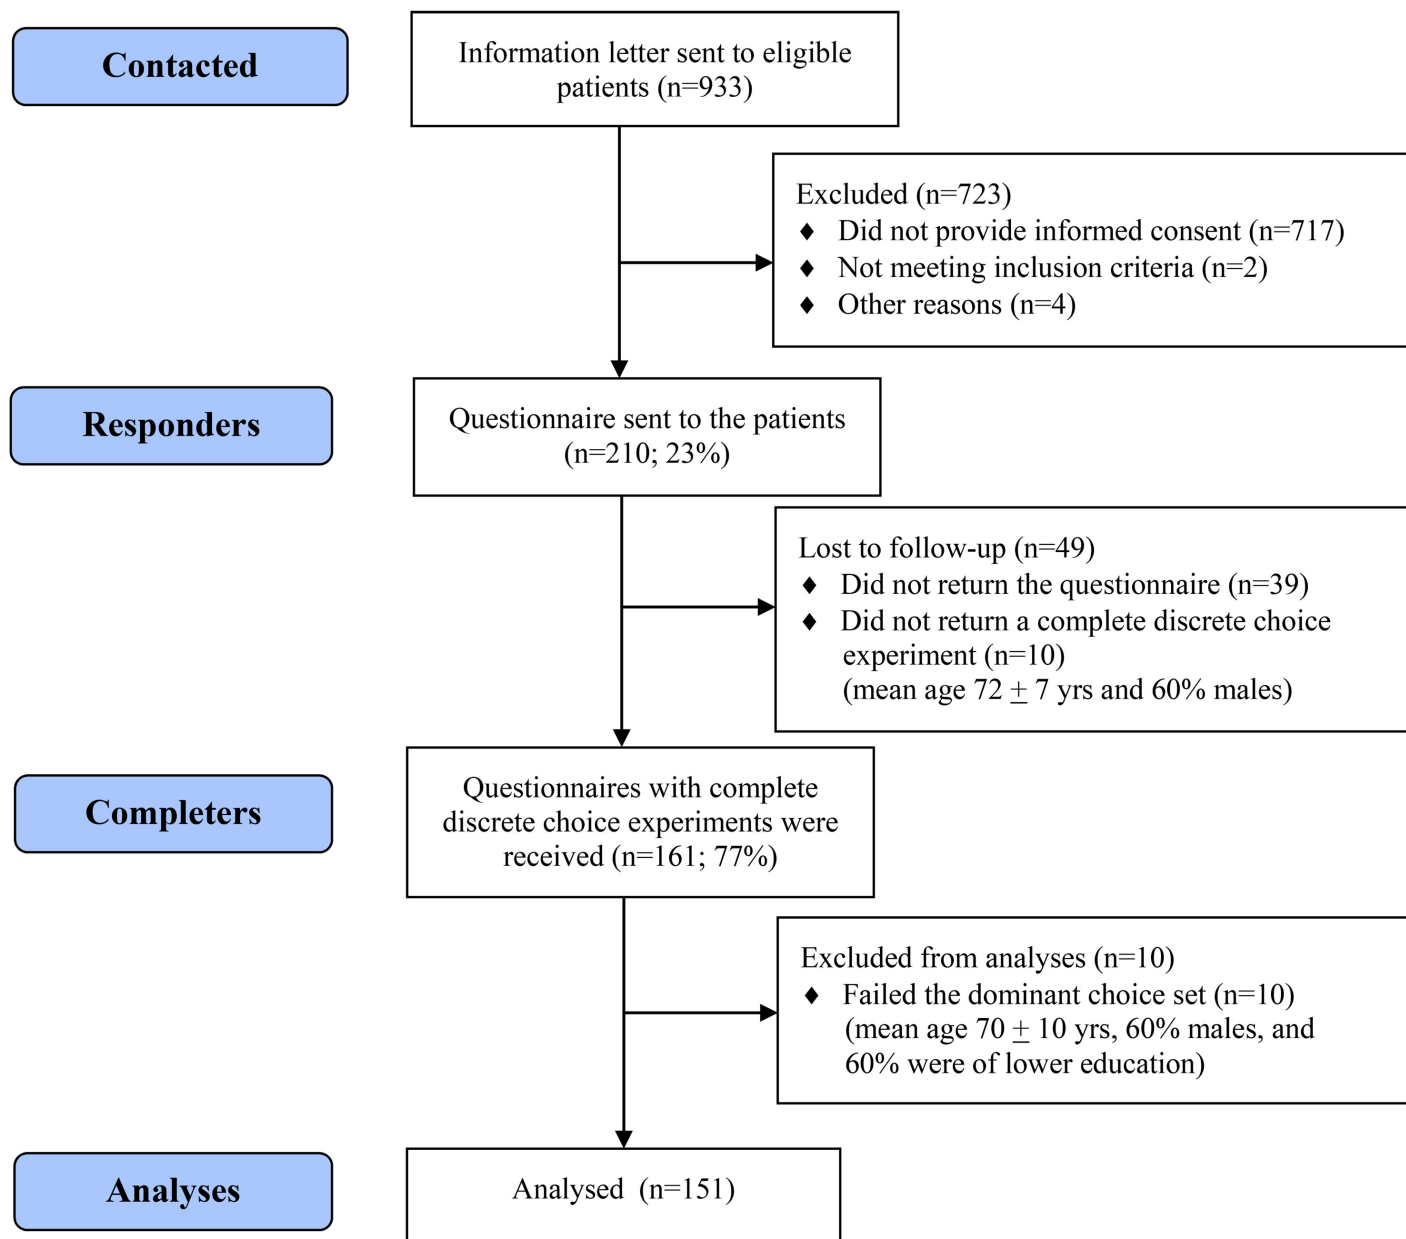 Contacted
Information letter sent to eligible
patients (n=933)
Excluded (n=723)
♦ Did not provide informed consent (n=717)
♦ Not meeting inclusion criteria (n=2)
♦ Other reasons (n=4)
Responders
Questionnaire sent to the patients
(n=210; 23%)
Lost to follow-up (n=49)
♦ Did not return the questionnaire (n=39)
♦ Did not return a complete discrete choice
experiment (n=10)
(mean age 72 ± 7 yrs and 60% males)
Completers
Questionnaires with complete
discrete choice experiments were
received (n=161; 77%)
Excluded from analyses (n=10)
♦ Failed the dominant choice set (n=10)
(mean age 70 ± 10 yrs, 60% males, and
60% were of lower education)
Analyses
Analysed  (n=151)